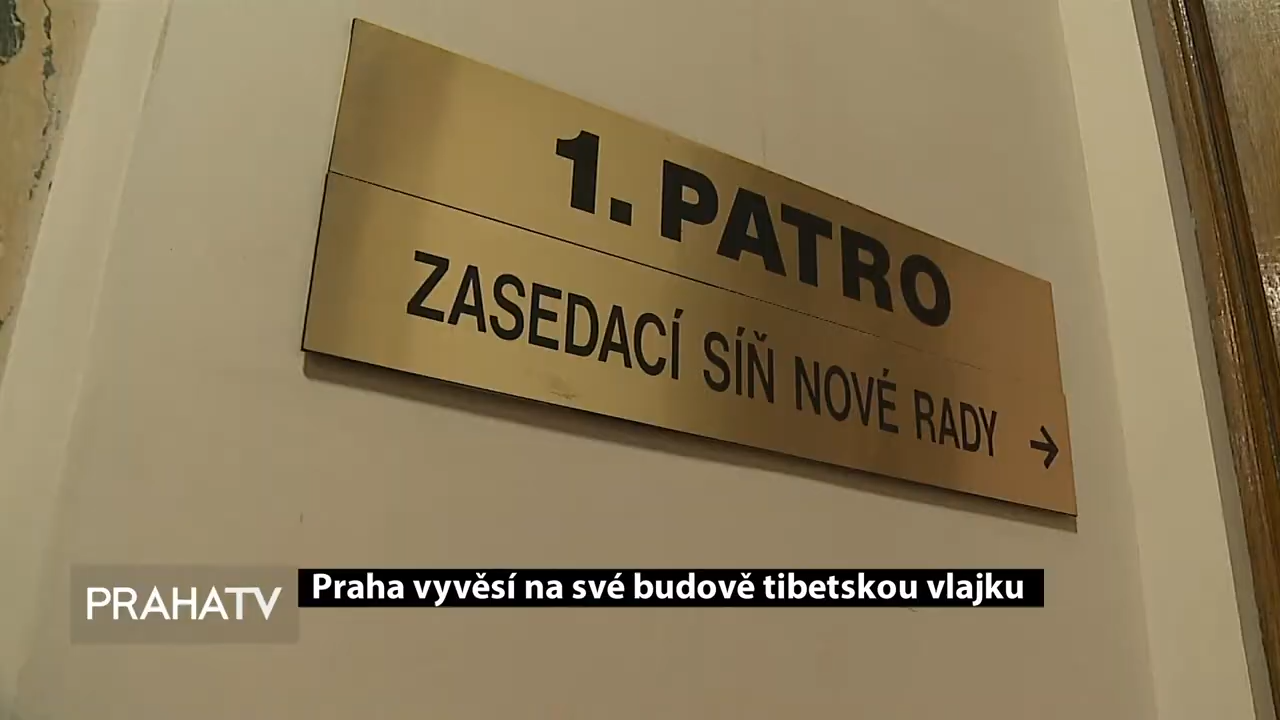 1. PATRO
ZASEDACÍ SÍŇ NOVÉ RADY →
PRAHATV
Praha vyvěsí na své budově tibetskou vlajku